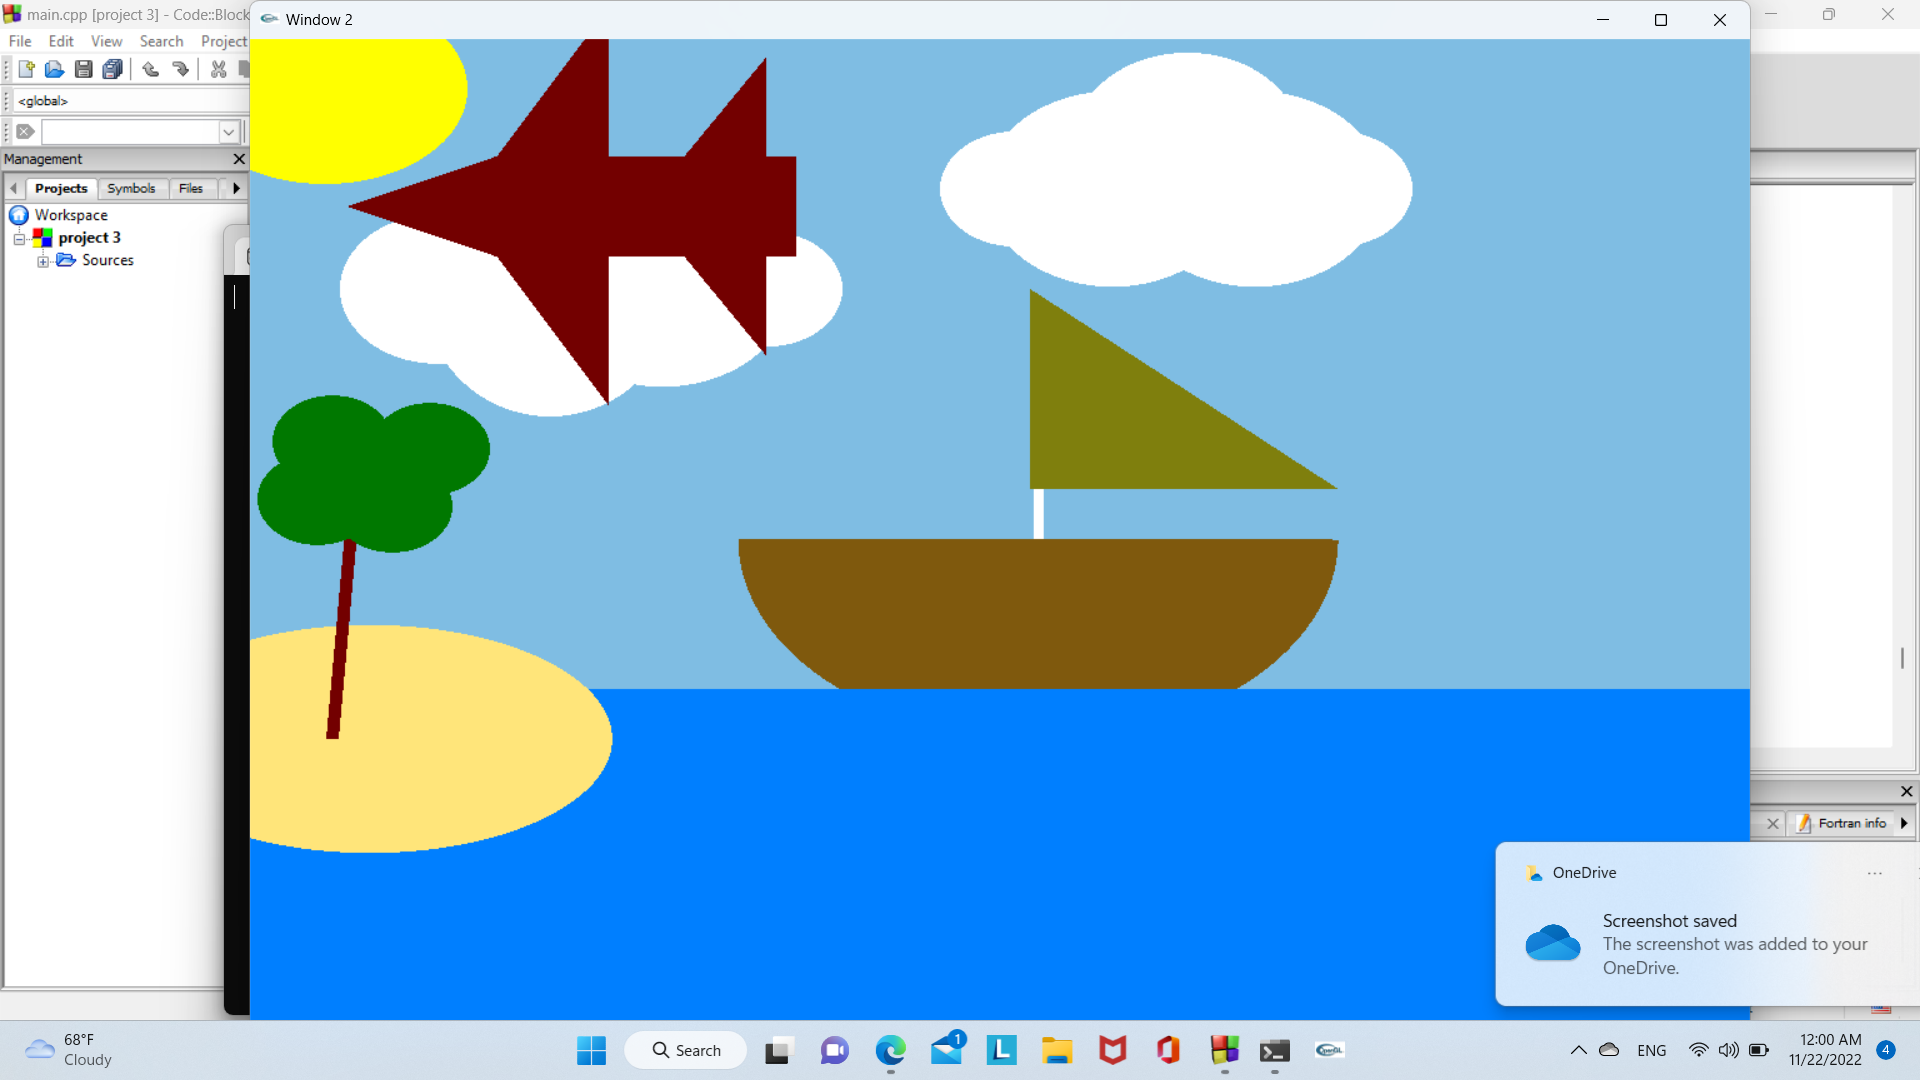 main.cpp [project 3] - Code::Block
Window 2
File Edit View Search Project
<global>
Management
Projects Symbols Files
Workspace
project 3
Sources
Fortran info
OneDrive
Screenshot saved
The screenshot was added to your
OneDrive.
68°F
Cloudy
Search
1
L
OpenGL
ENG
12:00 AM
11/22/2022
4